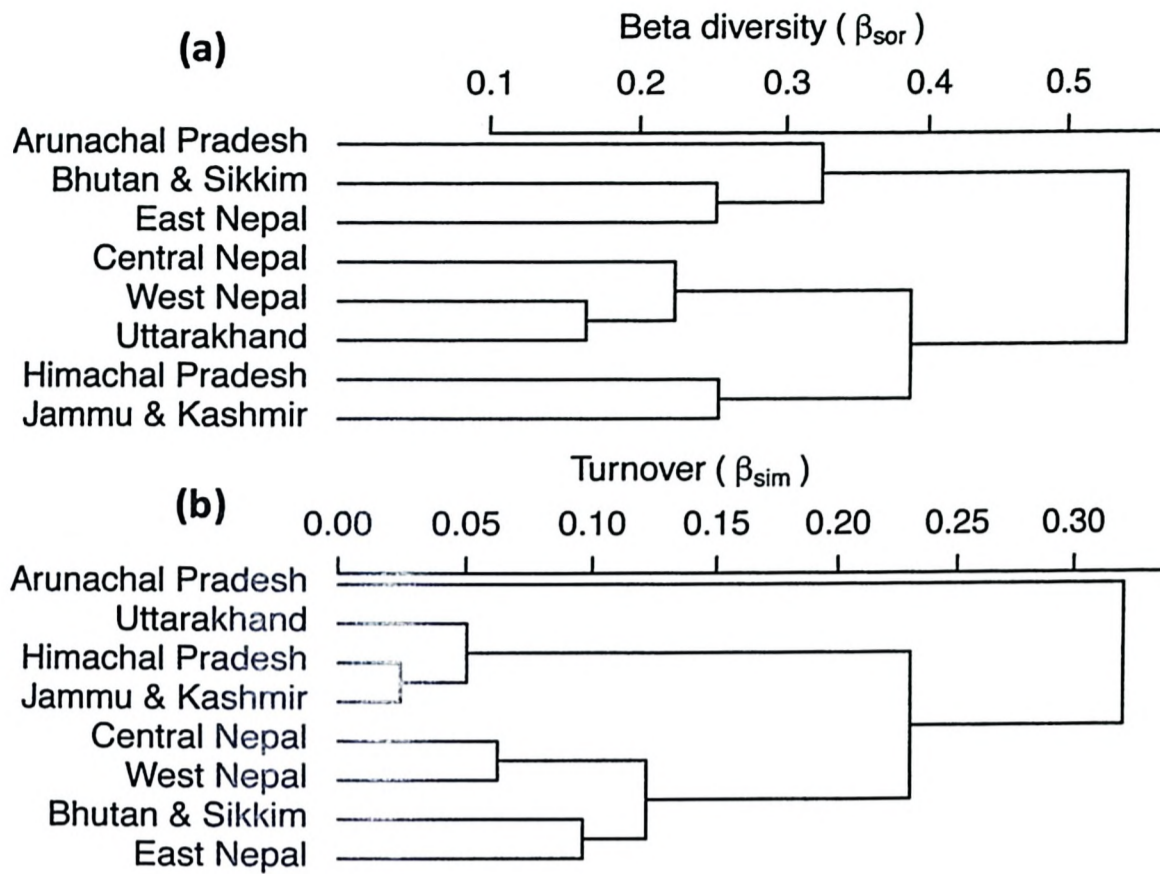 (a)
Beta diversity ( βsor )
0.1 0.2 0.3 0.4 0.5
Arunachal Pradesh
Bhutan & Sikkim
East Nepal
Central Nepal
West Nepal
Uttarakhand
Himachal Pradesh
Jammu & Kashmir
(b)
Turnover ( βsim )
0.00 0.05 0.10 0.15 0.20 0.25 0.30
Arunachal Pradesh
Uttarakhand
Himachal Pradesh
Jammu & Kashmir
Central Nepal
West Nepal
Bhutan & Sikkim
East Nepal